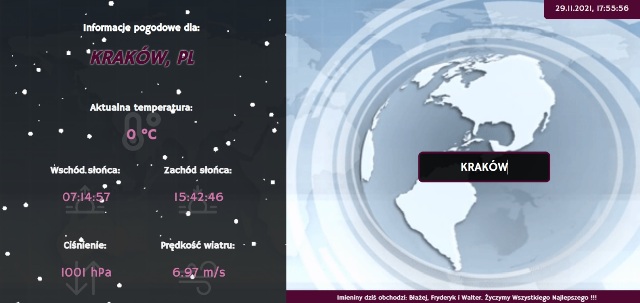 Informacje pogodowe dla:
KRAKÓW, PL
Aktualna temperatura:
0 °C
Wschód słońca:
Zachód słońca:
07:14:57
15:42:46
Ciśnienie:
Prędkość wiatru:
1001 hPa
6.97 m/s
29.11.2021, 17:55:56
KRAKÓW
Imieniny dziś obchodzi: Błażej, Fryderyk i Walter. Życzymy Wszystkiego Najlepszego !!!